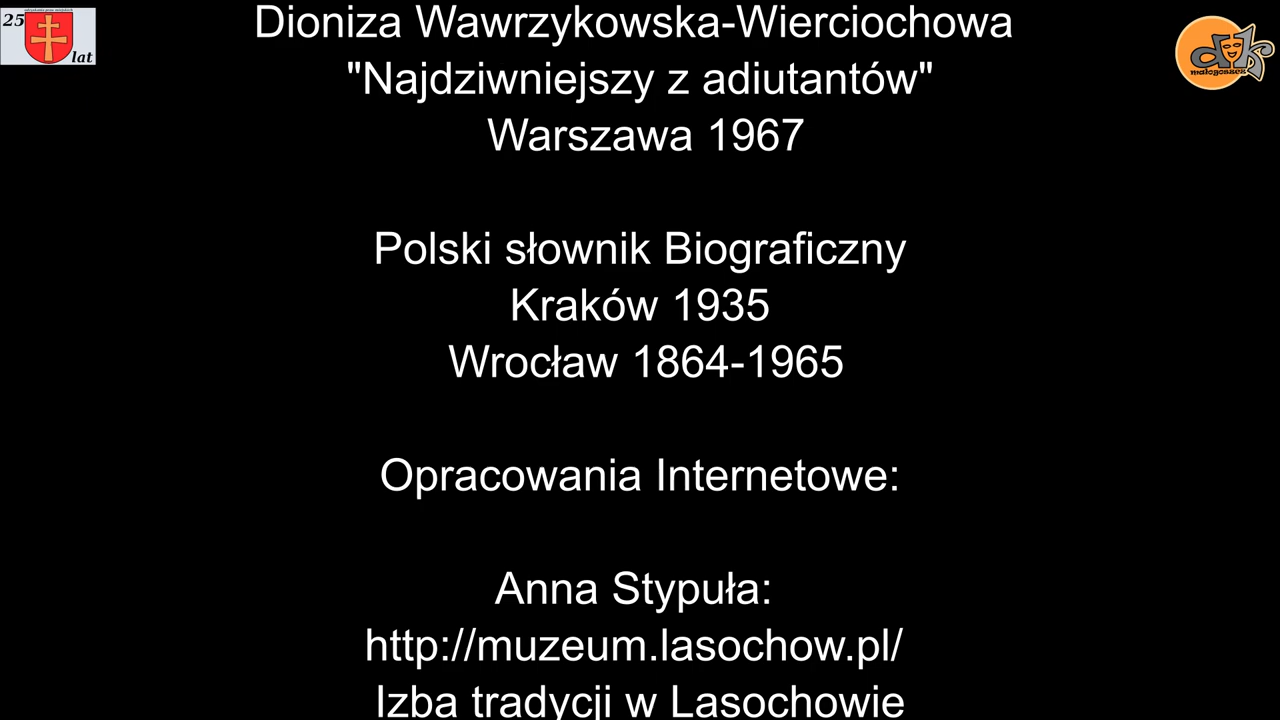 25
lat
małogoszcz
Dioniza Wawrzykowska-Wierciochowa
"Najdziwniejszy z adiutantów"
Warszawa 1967
Polski słownik Biograficzny
Kraków 1935
Wrocław 1864-1965
Opracowania Internetowe:
Anna Stypuła:
http://muzeum.lasochow.pl/
Izba tradycji w Lasochowie